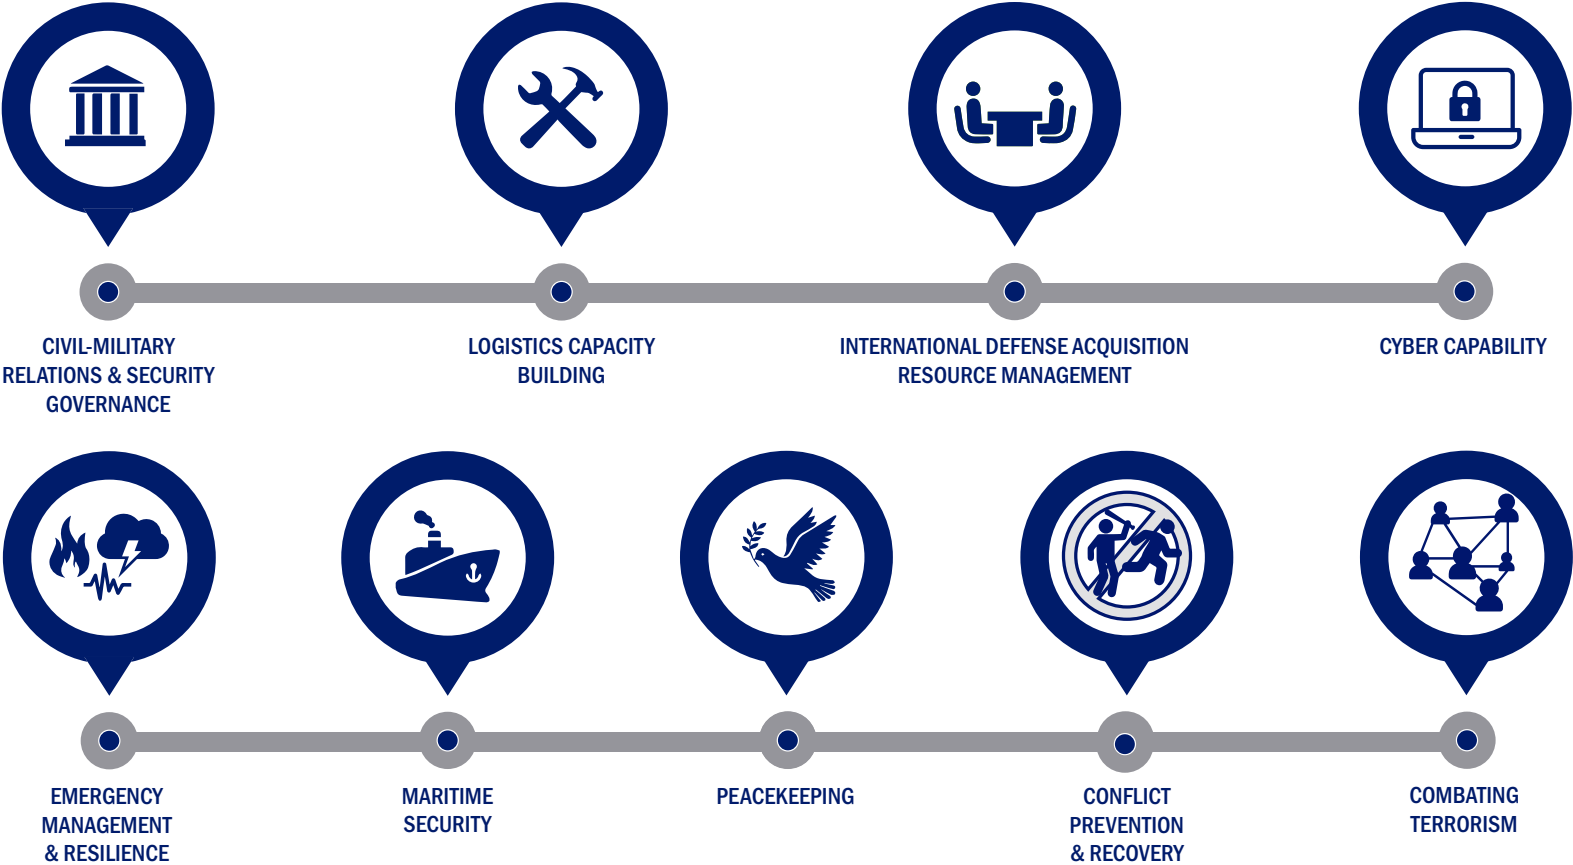 CIVIL-MILITARY
RELATIONS & SECURITY
GOVERNANCE
LOGISTICS CAPACITY
BUILDING
INTERNATIONAL DEFENSE ACQUISITION
RESOURCE MANAGEMENT
CYBER CAPABILITY
EMERGENCY
MANAGEMENT
& RESILIENCE
MARITIME
SECURITY
PEACEKEEPING
CONFLICT
PREVENTION
& RECOVERY
COMBATING
TERRORISM